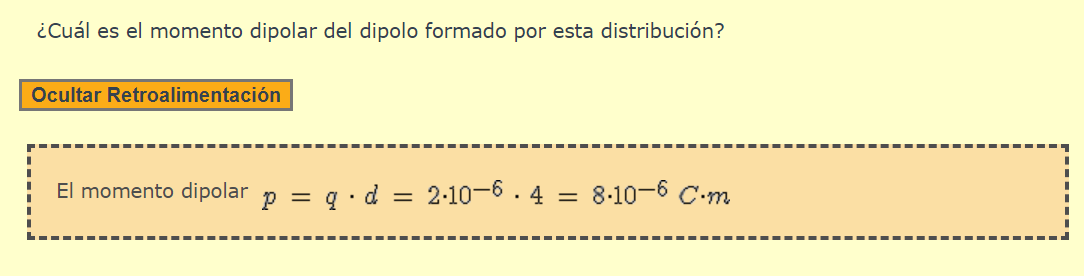 ¿Cuál es el momento dipolar del dipolo formado por esta distribución?
Ocultar Retroalimentación
El momento dipolar p = q · d = 2·10⁻⁶ · 4 = 8·10⁻⁶ C·m